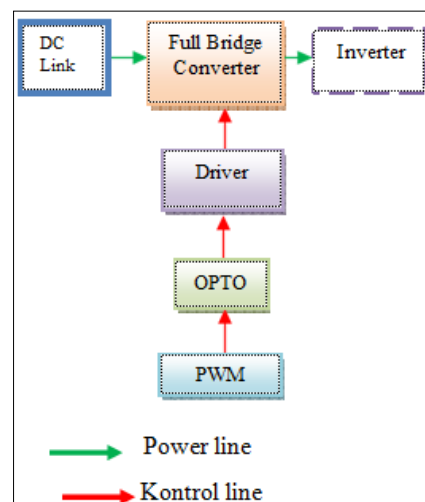 DC
Link
Full Bridge
Converter
Inverter
Driver
OPTO
PWM
Power line
Kontrol line